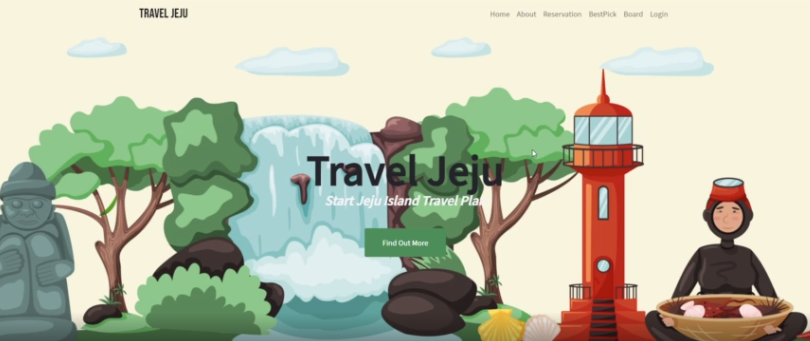 TRAVEL JEJU
Home About Reservation BestPick Board Login
Travel Jeju
Start Jeju Island Travel Plan
Find Out More